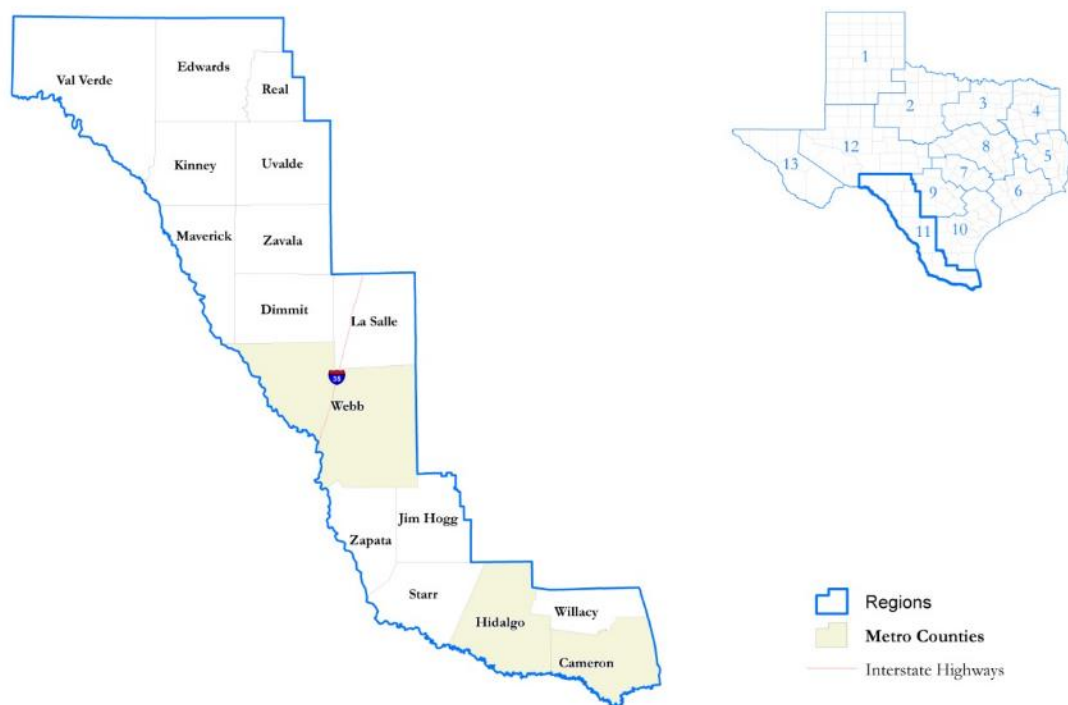 Val Verde
Edwards
Real
Kinney
Uvalde
Maverick
Zavala
Dimmit
La Salle
35
Webb
Jim Hogg
Zapata
Starr
Hidalgo
Willacy
Cameron
1
2
3
4
12
8
5
13
7
9
6
11
10
Regions
Metro Counties
Interstate Highways